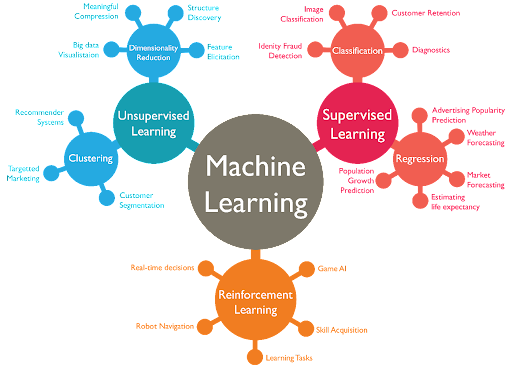 Meaningful
Compression
Structure
Discovery
Big data
Visualistaion
Dimensionality
Reduction
Feature
Elicitation
Unsupervised
Learning
Recommender
Systems
Clustering
Targetted
Marketing
Customer
Segmentation
Image
Classification
Customer Retention
Idenity Fraud
Detection
Classification
Diagnostics
Supervised
Learning
Advertising Popularity
Prediction
Weather
Forecasting
Regression
Population
Growth
Prediction
Market
Forecasting
Estimating
life expectancy
Machine
Learning
Real-time decisions
Game AI
Reinforcement
Learning
Robot Navigation
Skill Acquisition
Learning Tasks